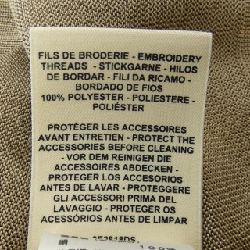 FILS DE BRODERIE - EMBROIDERY
THREADS - STICKGARNE - HILOS
DE BORDAR - FILI DA RICAMO -
BORDADO DE FIOS
100% POLYESTER - POLIESTERE -
POLIÉSTER
PROTÉGER LES ACCESSOIRES
AVANT ENTRETIEN - PROTECT THE
ACCESSORIES BEFORE CLEANING
- VOR DEM REINIGEN DIE
ACCESSOIRES ABDECKEN -
PROTEGER LOS ACCESORIOS
ANTES DE LAVAR - PROTEGGERE
GLI ACCESSORI PRIMA DEL
LAVAGGIO - PROTEGER OS
ACESSÓRIOS ANTES DE LIMPAR